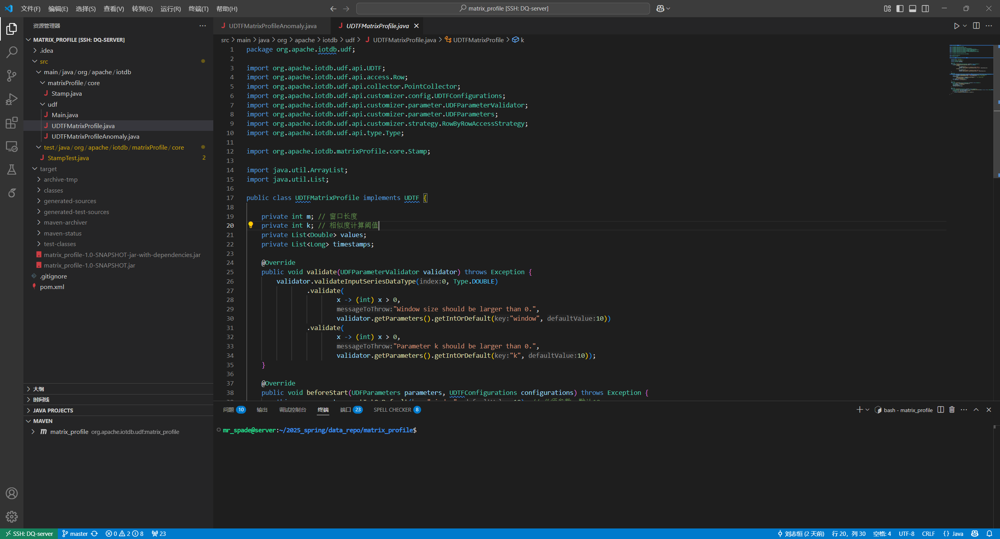 文件(F) 编辑(E) 选择(S) 查看(V) 转到(G) 运行(R) 终端(T) 帮助(H)
matrix_profile [SSH: DQ-server]
资源管理器
MATRIX_PROFILE [SSH: DQ-SERVER]
.idea
src
main/java/org/apache/iotdb
matrixProfile/core
Stamp.java
udf
Main.java
UDTFMatrixProfile.java
UDTFMatrixProfileAnomaly.java
test/java/org/apache/iotdb/matrixProfile/core
StampTest.java 2
target
archive-tmp
classes
generated-sources
generated-test-sources
maven-archiver
maven-status
test-classes
matrix_profile-1.0-SNAPSHOT-jar-with-dependencies.jar
matrix_profile-1.0-SNAPSHOT.jar
.gitignore
pom.xml
大纲
时间线
JAVA PROJECTS
MAVEN
matrix_profile org.apache.iotdb.udf:matrix_profile
UDTFMatrixProfileAnomaly.java UDTFMatrixProfile.java
src > main > java > org > apache > iotdb > udf > UDTFMatrixProfile.java > UDTFMatrixProfile > k
1 package org.apache.iotdb.udf;
2
3 import org.apache.iotdb.udf.api.UDTF;
4 import org.apache.iotdb.udf.api.access.Row;
5 import org.apache.iotdb.udf.api.collector.PointCollector;
6 import org.apache.iotdb.udf.api.customizer.config.UDTFConfigurations;
7 import org.apache.iotdb.udf.api.customizer.parameter.UDFParameterValidator;
8 import org.apache.iotdb.udf.api.customizer.parameter.UDFParameters;
9 import org.apache.iotdb.udf.api.customizer.strategy.RowByRowAccessStrategy;
10 import org.apache.iotdb.udf.api.type.Type;
11
12 import org.apache.iotdb.matrixProfile.core.Stamp;
13
14 import java.util.ArrayList;
15 import java.util.List;
16
17 public class UDTFMatrixProfile implements UDTF {
18
19 private int m; // 窗口长度
20 private int k; // 相似度计算阈值
21 private List<Double> values;
22 private List<Long> timestamps;
23
24 @Override
25 public void validate(UDFParameterValidator validator) throws Exception {
26 validator.validateInputSeriesDataType(index:0, Type.DOUBLE)
27 .validate(
28 x -> (int) x > 0,
29 messageToThrow:"Window size should be larger than 0.",
30 validator.getParameters().getIntOrDefault(key:"window", defaultValue:10))
31 .validate(
32 x -> (int) x > 0,
33 messageToThrow:"Parameter k should be larger than 0.",
34 validator.getParameters().getIntOrDefault(key:"k", defaultValue:10));
35 }
36
37 @Override
38 public void beforeStart(UDFParameters parameters, UDTFConfigurations configurations) throws Exception {
问题 10 输出 调试控制台 终端 端口 23 SPELL CHECKER 8
bash - matrix_profile
mr_spade@server:~/2025_spring/data_repo/matrix_profile$
SSH: DQ-server master 0 2 8 23
刘志恒 (2 天前) 行 20，列 30 空格: 4 UTF-8 CRLF {} Java